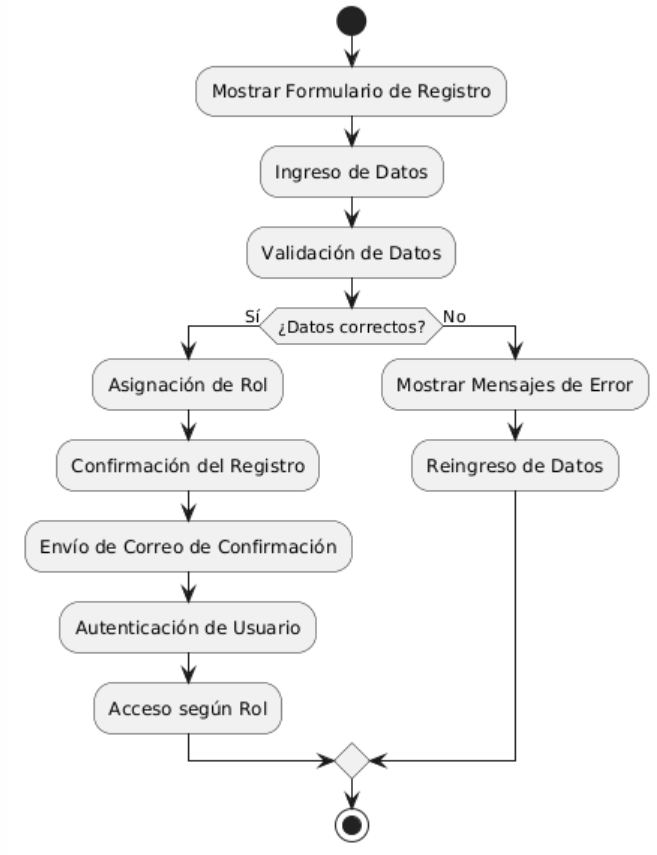 Mostrar Formulario de Registro
Ingreso de Datos
Validación de Datos
Sí
¿Datos correctos?
No
Asignación de Rol
Mostrar Mensajes de Error
Confirmación del Registro
Reingreso de Datos
Envío de Correo de Confirmación
Autenticación de Usuario
Acceso según Rol